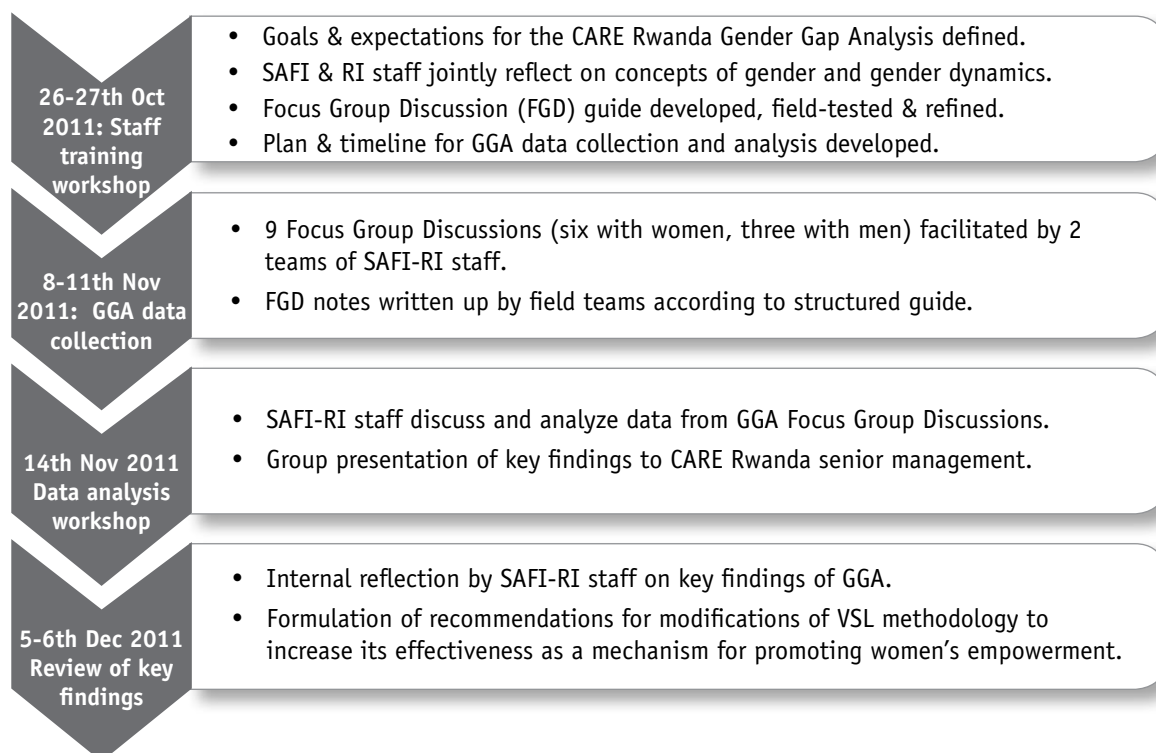 26-27th Oct
2011: Staff
training
workshop
• Goals & expectations for the CARE Rwanda Gender Gap Analysis defined.
• SAFI & RI staff jointly reflect on concepts of gender and gender dynamics.
• Focus Group Discussion (FGD) guide developed, field-tested & refined.
• Plan & timeline for GGA data collection and analysis developed.
8-11th Nov
2011: GGA data
collection
• 9 Focus Group Discussions (six with women, three with men) facilitated by 2
teams of SAFI-RI staff.
• FGD notes written up by field teams according to structured guide.
14th Nov 2011
Data analysis
workshop
• SAFI-RI staff discuss and analyze data from GGA Focus Group Discussions.
• Group presentation of key findings to CARE Rwanda senior management.
5-6th Dec 2011
Review of key
findings
• Internal reflection by SAFI-RI staff on key findings of GGA.
• Formulation of recommendations for modifications of VSL methodology to
increase its effectiveness as a mechanism for promoting women’s empowerment.